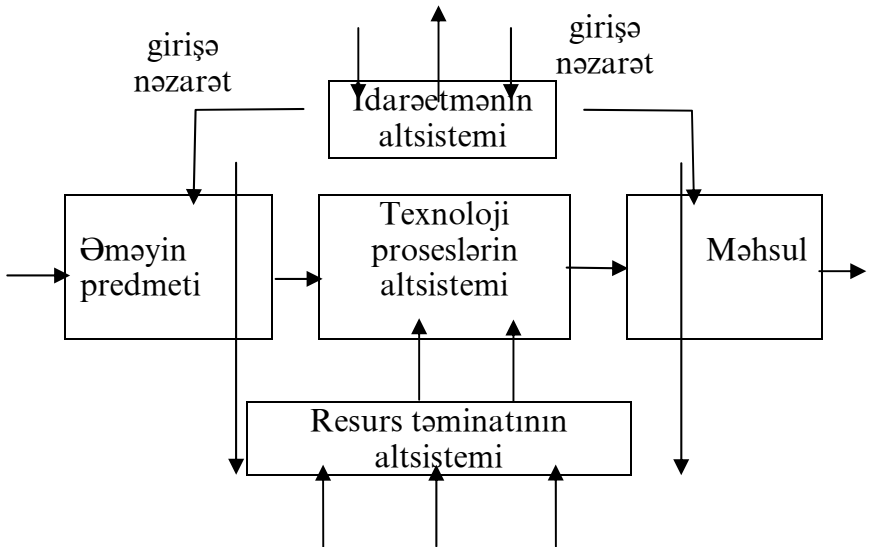 girişə
nəzarət
girişə
nəzarət
İdarəetmənin
altsistemi
Əməyin
predmeti
Texnoloji
proseslərin
altsistemi
Məhsul
Resurs təminatının
altsistemi